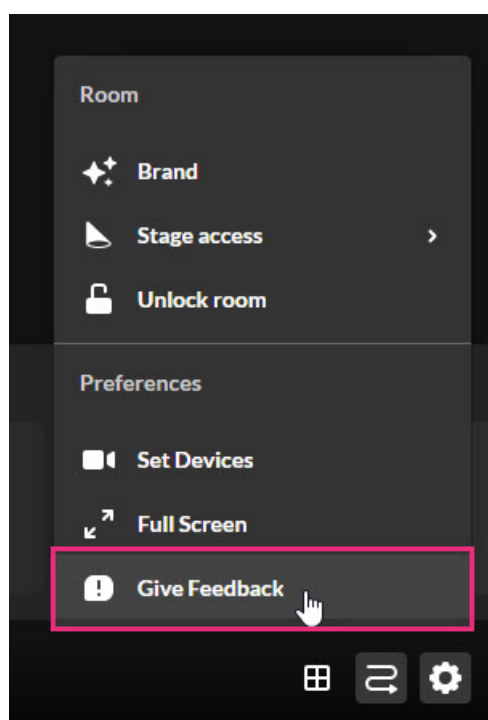 Room
Brand
Stage access
Unlock room
Preferences
Set Devices
Full Screen
Give Feedback